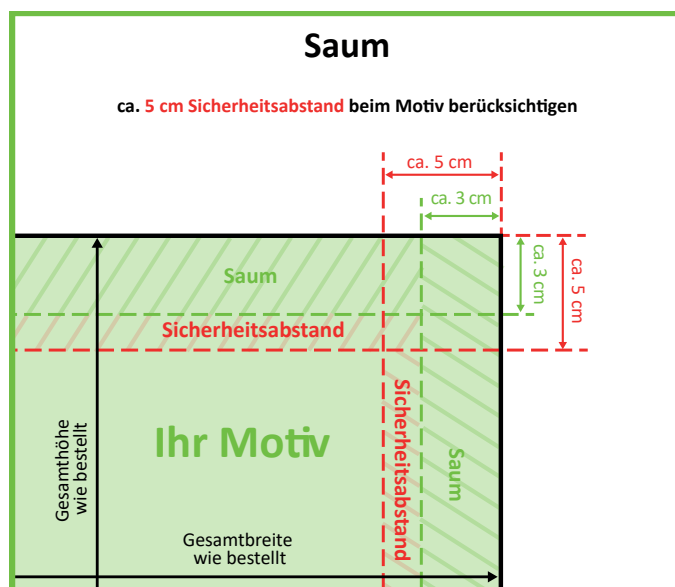 Saum
ca. 5 cm Sicherheitsabstand beim Motiv berücksichtigen
ca. 5 cm
ca. 3 cm
ca. 3 cm
ca. 5 cm
Saum
Sicherheitsabstand
Ihr Motiv
Gesamthöhe
wie bestellt
Sicherheitsabstand
Saum
Gesamtbreite
wie bestellt